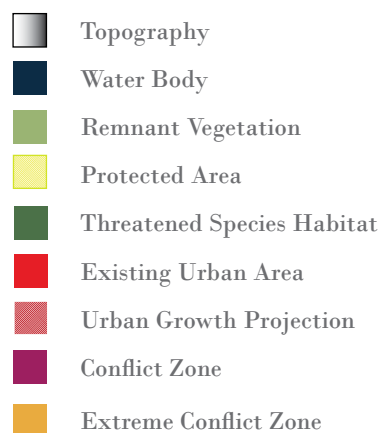 Topography
Water Body
Remnant Vegetation
Protected Area
Threatened Species Habitat
Existing Urban Area
Urban Growth Projection
Conflict Zone
Extreme Conflict Zone